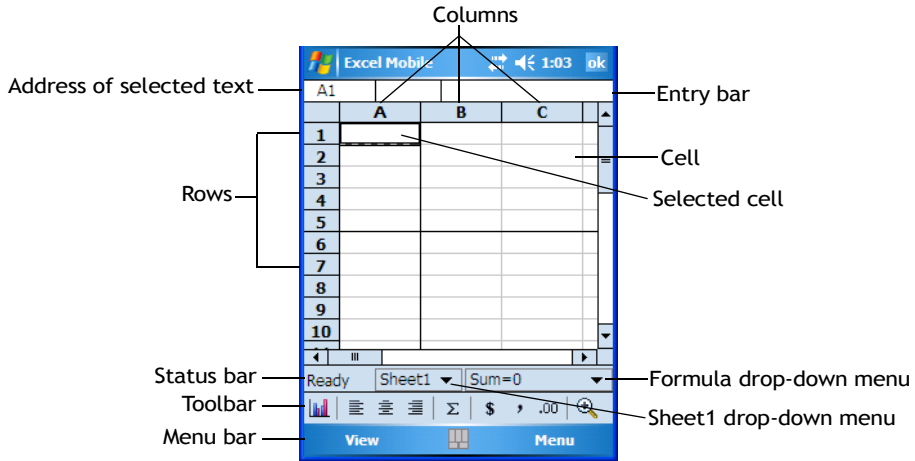 Columns
Excel Mobile 1:03 ok
Address of selected text
A1
Entry bar
A B C
1
2
Cell
3
Rows
4
Selected cell
5
6
7
8
9
10
Status bar
Ready Sheet1 Sum=0
Formula drop-down menu
Toolbar
Σ $ , .00
Sheet1 drop-down menu
Menu bar
View Menu